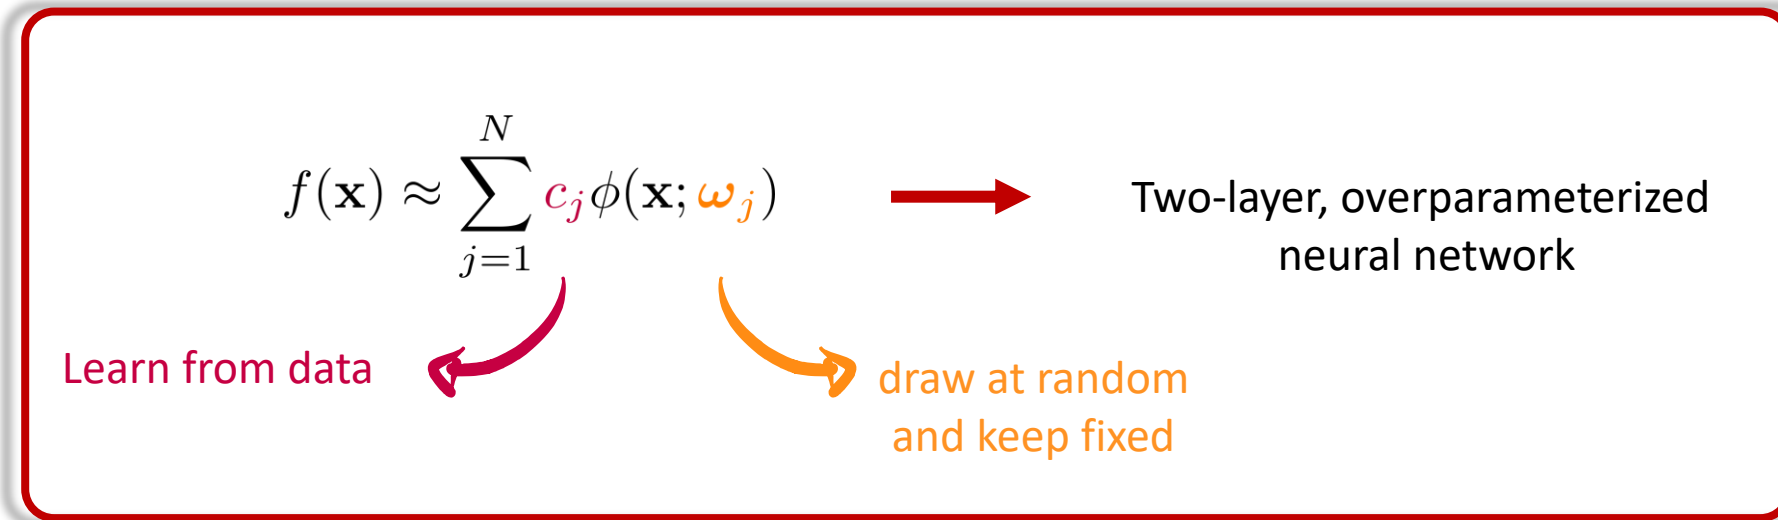 f(𝐱) ≈ ∑_{j=1}^{N} c_j ϕ(𝐱; 𝝎_j)
Two-layer, overparameterized
neural network
Learn from data
draw at random
and keep fixed